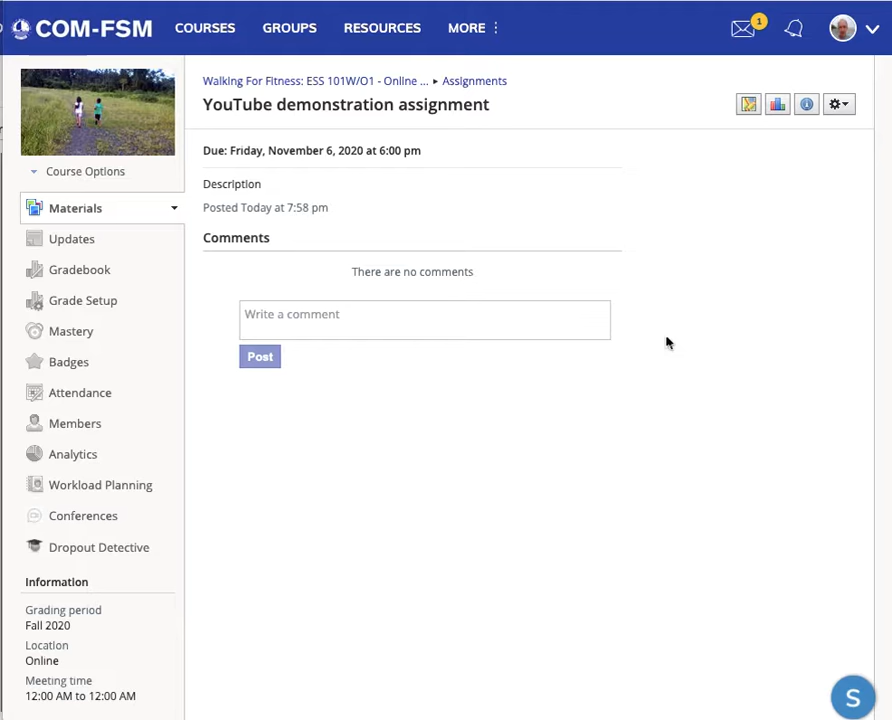 COM-FSM
COURSES
GROUPS
RESOURCES
MORE
1
Walking For Fitness: ESS 101W/O1 - Online ... ▸ Assignments
YouTube demonstration assignment
Due: Friday, November 6, 2020 at 6:00 pm
Description
Posted Today at 7:58 pm
Comments
There are no comments
Write a comment
Post
Course Options
Materials
Updates
Gradebook
Grade Setup
Mastery
Badges
Attendance
Members
Analytics
Workload Planning
Conferences
Dropout Detective
Information
Grading period
Fall 2020
Location
Online
Meeting time
12:00 AM to 12:00 AM
S